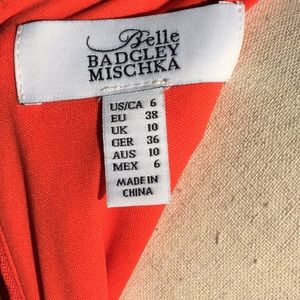 Belle
BADGLEY
MISCHKA
US/CA 6
EU 38
UK 10
GER 36
AUS 10
MEX 6
MADE IN
CHINA